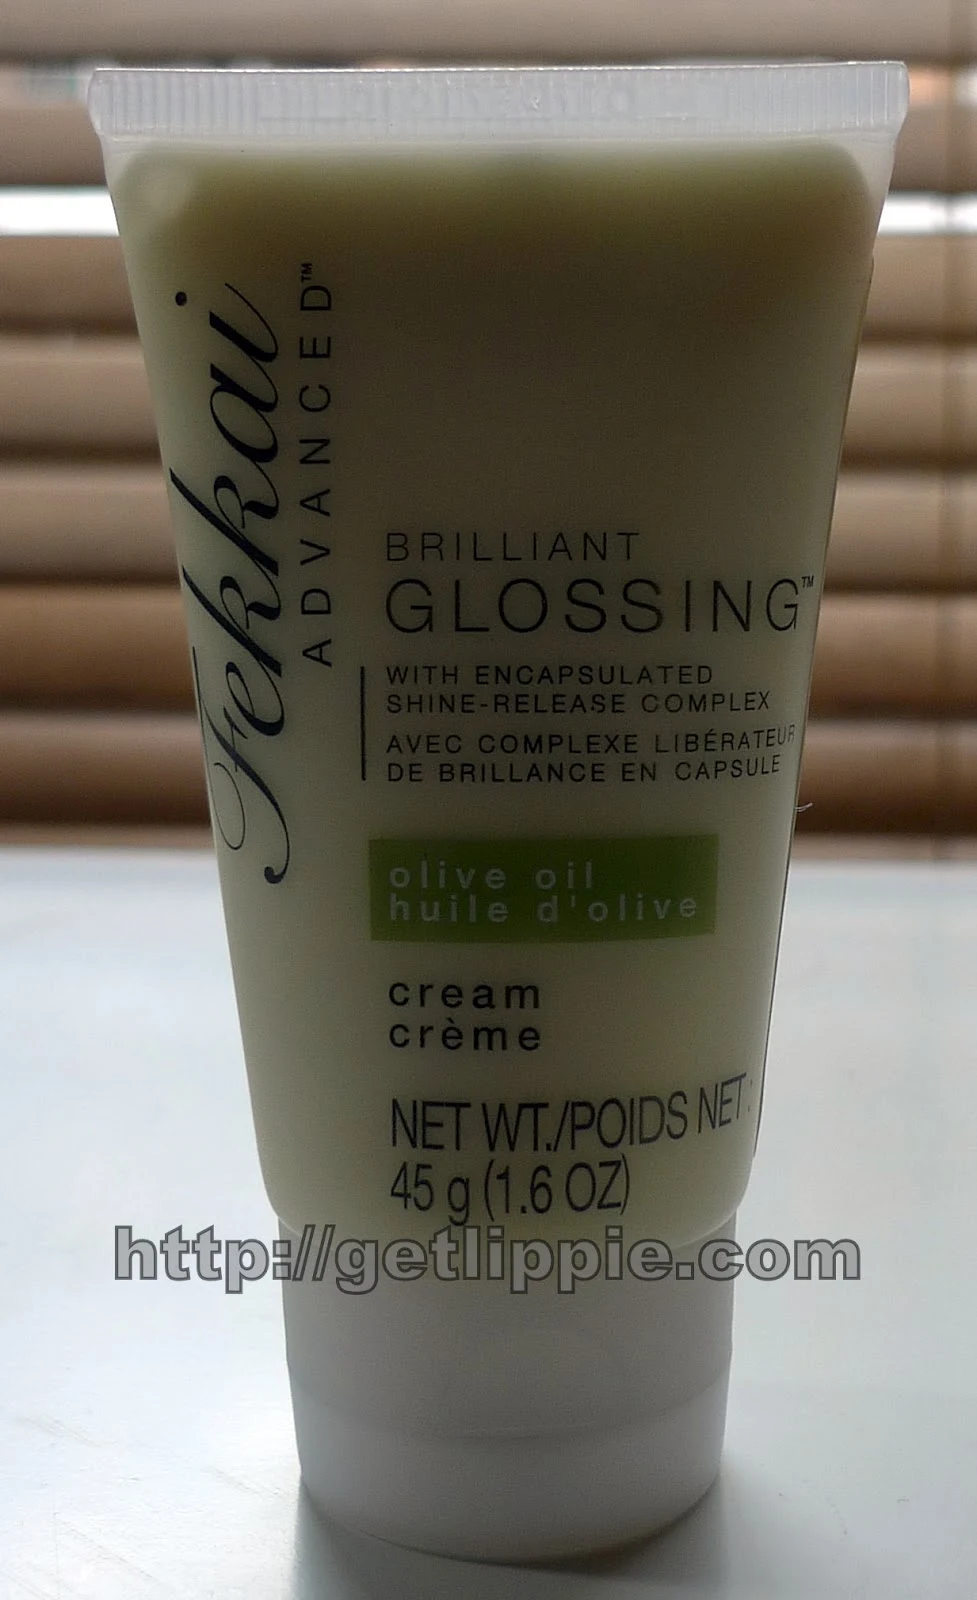 Fekkai
ADVANCED™
BRILLIANT
GLOSSING™
WITH ENCAPSULATED
SHINE-RELEASE COMPLEX
AVEC COMPLEXE LIBÉRATEUR
DE BRILLANCE EN CAPSULE
olive oil
huile d'olive
cream
crème
NET WT./POIDS NET:
45 g (1.6 OZ)
http://getlippie.com